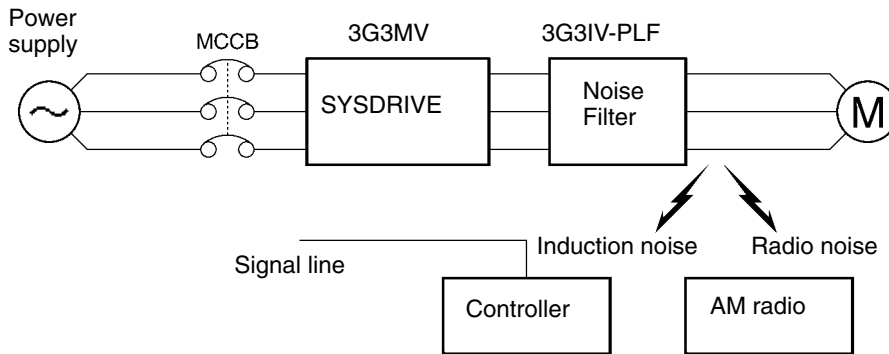 Power
supply
MCCB
3G3MV
3G3IV-PLF
SYSDRIVE
Noise
Filter
M
Induction noise
Radio noise
Signal line
Controller
AM radio